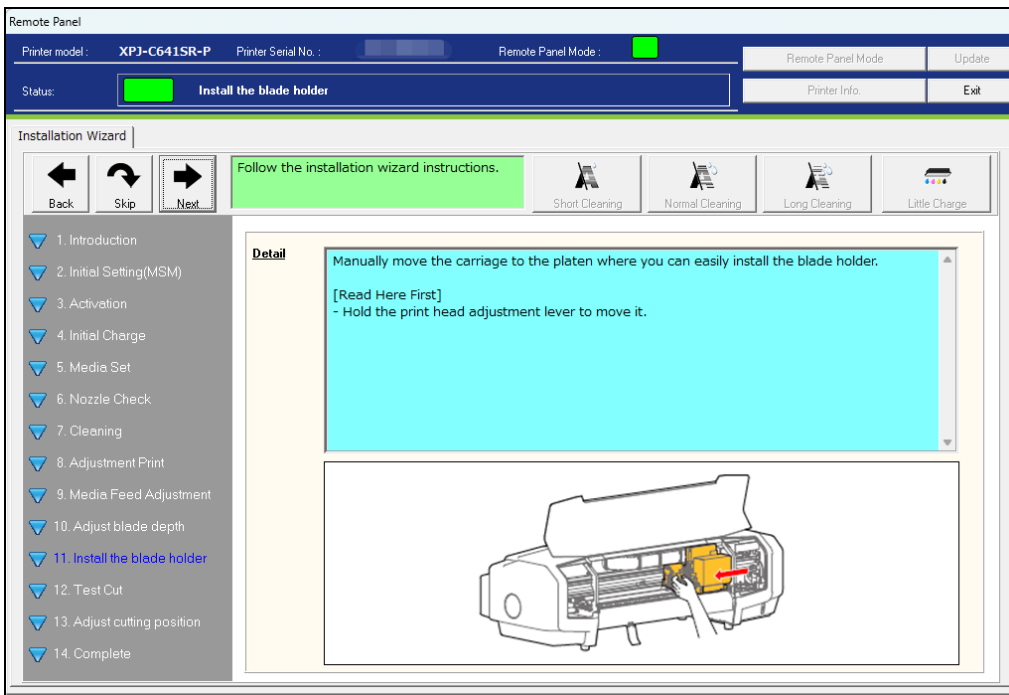 Remote Panel
Printer model : XPJ-C641SR-P Printer Serial No. : Remote Panel Mode :
Remote Panel Mode Update
Status: Install the blade holder
Printer Info. Exit
Installation Wizard
Back Skip Next
Follow the installation wizard instructions.
Short Cleaning Normal Cleaning Long Cleaning Little Charge
1. Introduction
2. Initial Setting(MSM)
3. Activation
4. Initial Charge
5. Media Set
6. Nozzle Check
7. Cleaning
8. Adjustment Print
9. Media Feed Adjustment
10. Adjust blade depth
11. Install the blade holder
12. Test Cut
13. Adjust cutting position
14. Complete
Detail
Manually move the carriage to the platen where you can easily install the blade holder.
[Read Here First]
- Hold the print head adjustment lever to move it.